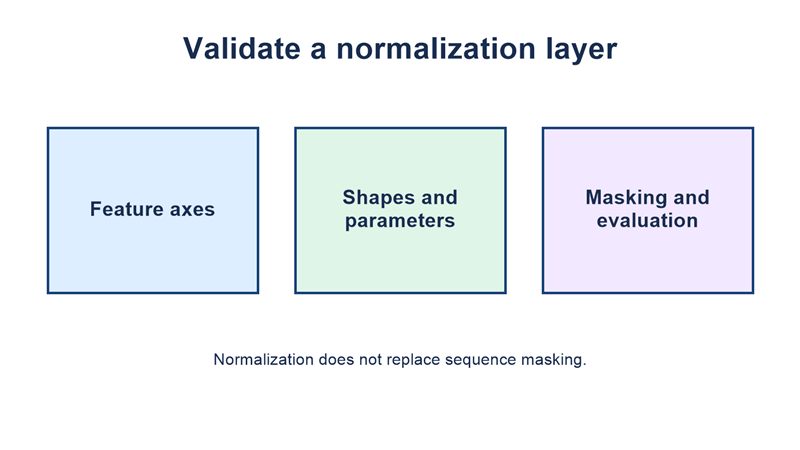 Validate a normalization layer
Feature axes
Shapes and
parameters
Masking and
evaluation
Normalization does not replace sequence masking.